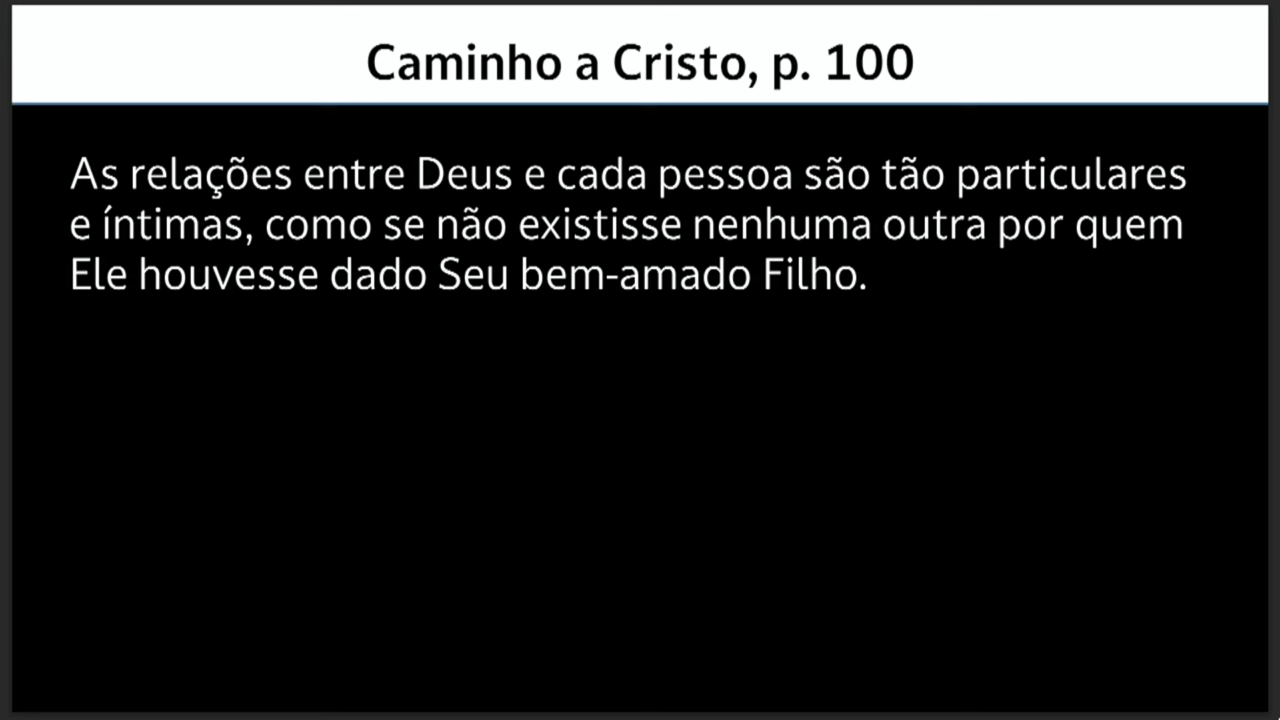 Caminho a Cristo, p. 100
As relações entre Deus e cada pessoa são tão particulares
e íntimas, como se não existisse nenhuma outra por quem
Ele houvesse dado Seu bem-amado Filho.